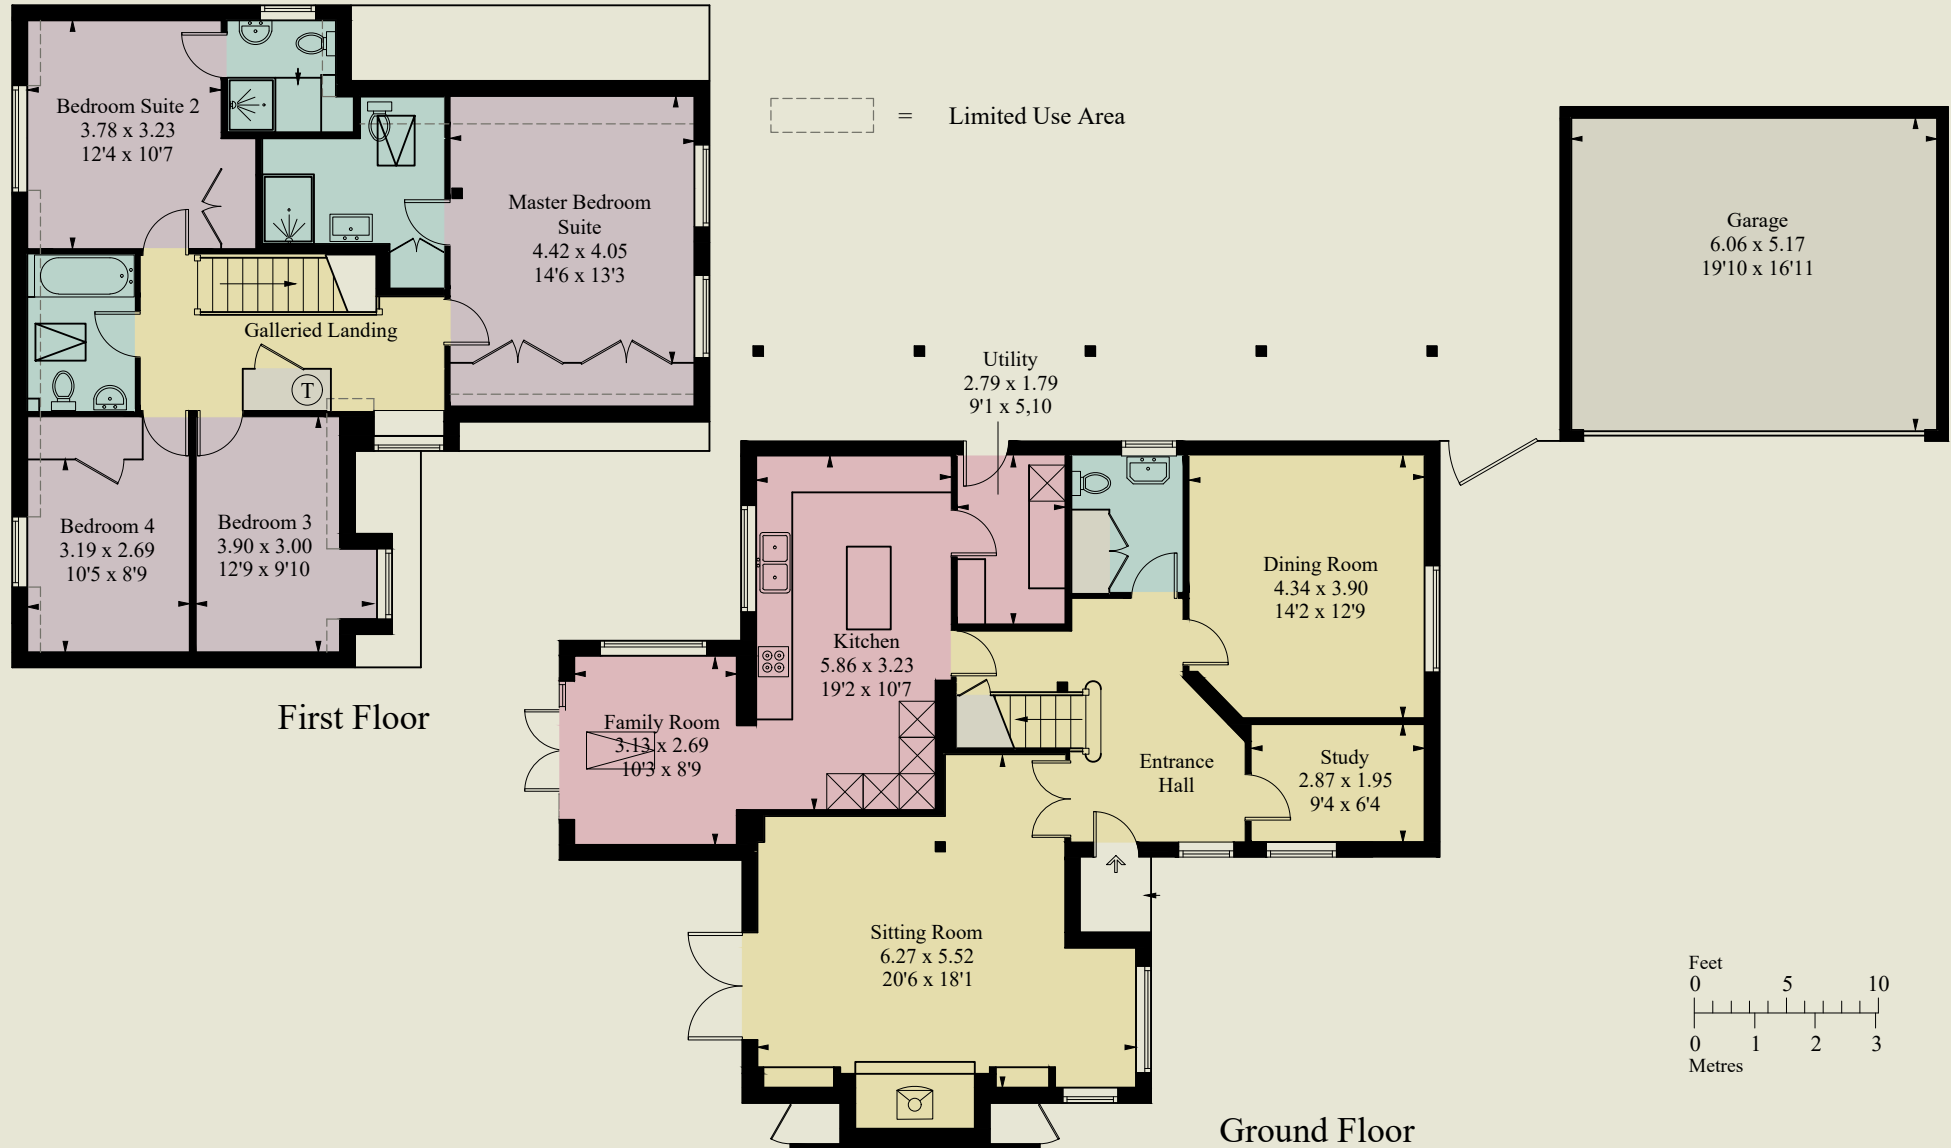 Bedroom Suite 2
3.78 x 3.23
12'4 x 10'7
Master Bedroom
Suite
4.42 x 4.05
14'6 x 13'3
= Limited Use Area
Garage
6.06 x 5.17
19'10 x 16'11
Galleried Landing
T
Utility
2.79 x 1.79
9'1 x 5,10
Bedroom 4
3.19 x 2.69
10'5 x 8'9
Bedroom 3
3.90 x 3.00
12'9 x 9'10
Dining Room
4.34 x 3.90
14'2 x 12'9
Kitchen
5.86 x 3.23
19'2 x 10'7
First Floor
Family Room
3.13 x 2.69
10'3 x 8'9
Entrance
Hall
Study
2.87 x 1.95
9'4 x 6'4
Sitting Room
6.27 x 5.52
20'6 x 18'1
Feet
0 5 10
0 1 2 3
Metres
Ground Floor